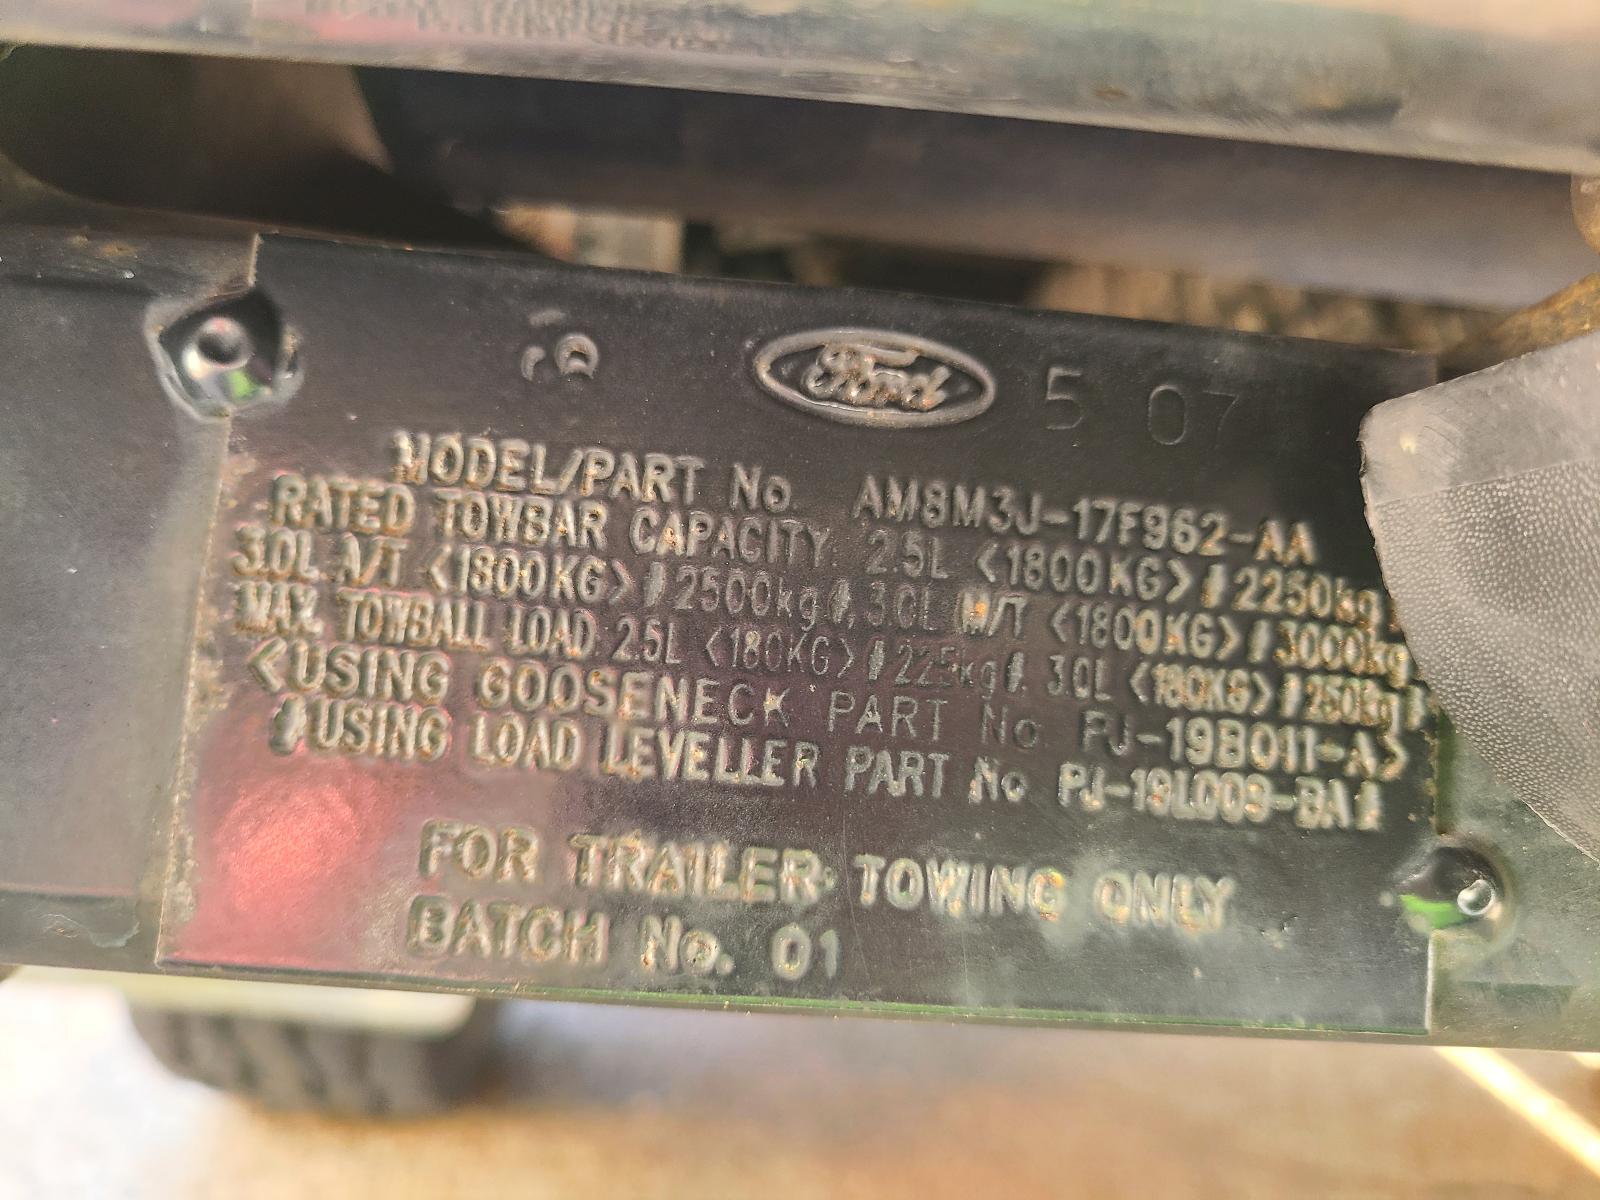 Ford 5 07
MODEL/PART No. AM8M3J-17F962-AA
RATED TOWBAR CAPACITY: 2.5L <1800KG> #2250kg#
3.0L A/T <1800KG> #2500kg#, 3.0L M/T <1800KG> #3000kg
MAX. TOWBALL LOAD: 2.5L <180KG> #225kg#, 3.0L <180KG> #250kg#
<USING GOOSENECK PART No. PJ-19B011-A>
#USING LOAD LEVELLER PART No PJ-19L009-BA#
FOR TRAILER TOWING ONLY
BATCH No. 01